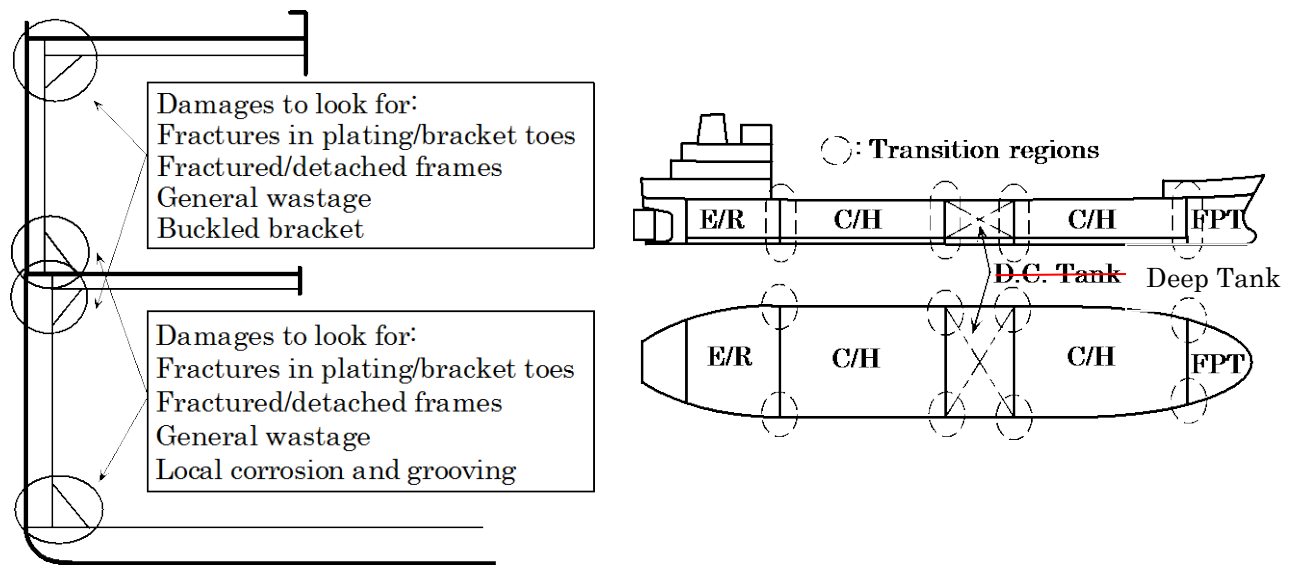 Damages to look for:
Fractures in plating/bracket toes
Fractured/detached frames
General wastage
Buckled bracket
Damages to look for:
Fractures in plating/bracket toes
Fractured/detached frames
General wastage
Local corrosion and grooving
: Transition regions
E/R C/H C/H FPT
D.C. Tank Deep Tank
E/R C/H C/H FPT